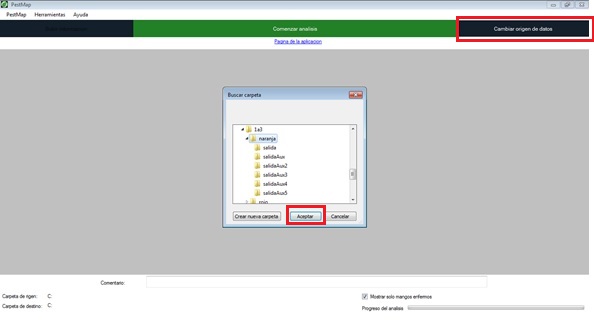 PestMap
PestMap Herramientas Ayuda
Comenzar analisis
Cambiar origen de datos
Pagina de la aplicacion
Buscar carpeta
1a3
naranja
salida
salidaAux
salidaAux2
salidaAux3
salidaAux4
salidaAux5
rojo
Crear nueva carpeta Aceptar Cancelar
Comentario:
Carpeta de rigen: C:
Mostrar solo mangos enfermos
Carpeta de destino: C:
Progreso del analisis